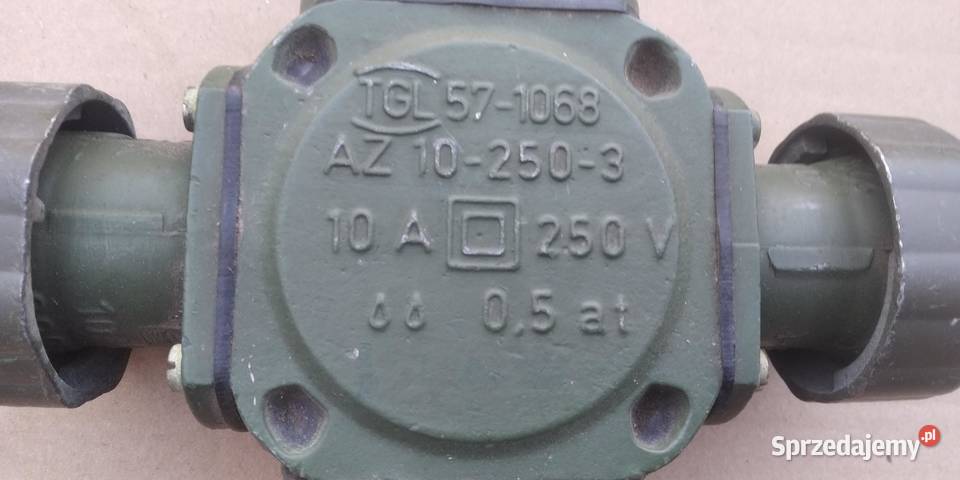 TGL 57-1068
AZ 10-250-3
10 A 250 V
0,5 at
Sprzedajemy.pl